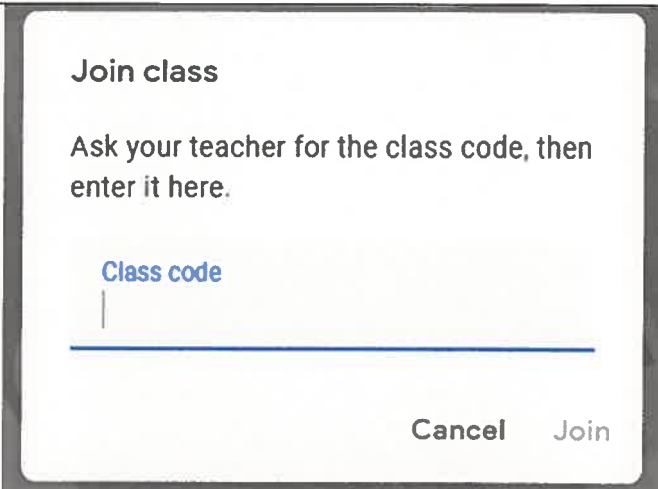 Join class
Ask your teacher for the class code, then
enter it here.
Class code
Cancel Join